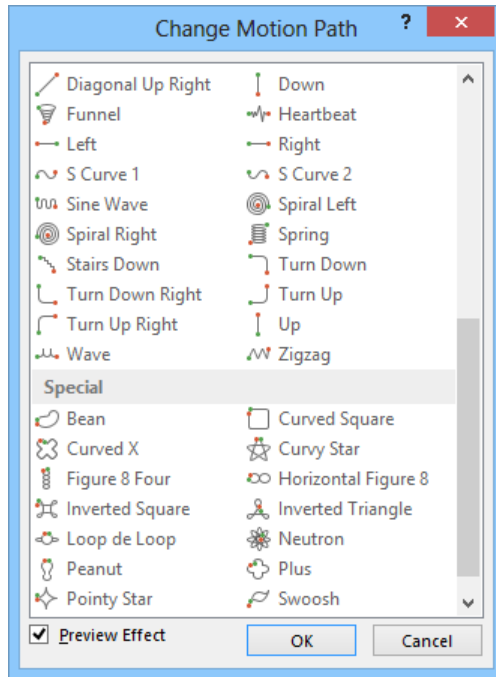 Change Motion Path ?
Diagonal Up Right Down
Funnel Heartbeat
Left Right
S Curve 1 S Curve 2
Sine Wave Spiral Left
Spiral Right Spring
Stairs Down Turn Down
Turn Down Right Turn Up
Turn Up Right Up
Wave Zigzag
Special
Bean Curved Square
Curved X Curvy Star
Figure 8 Four Horizontal Figure 8
Inverted Square Inverted Triangle
Loop de Loop Neutron
Peanut Plus
Pointy Star Swoosh
Preview Effect OK Cancel